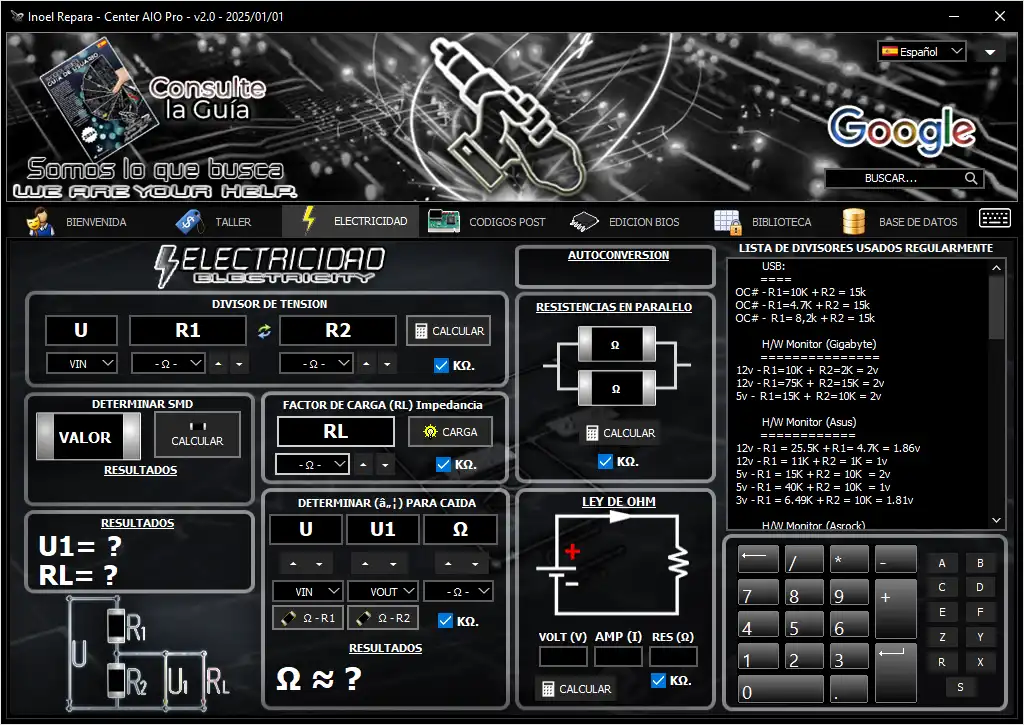 Inoel Repara - Center AIO Pro - v2.0 - 2025/01/01
Español
Consulte
la Guía
Google
Somos lo que busca
WE ARE YOUR HELP.
BUSCAR...
BIENVENIDA
TALLER
ELECTRICIDAD
CODIGOS POST
EDICION BIOS
BIBLIOTECA
BASE DE DATOS
ELECTRICIDAD
ELECTRICITY
DIVISOR DE TENSION
U
R1
R2
CALCULAR
VIN
- Ω -
- Ω -
KΩ.
DETERMINAR SMD
VALOR
CALCULAR
RESULTADOS
FACTOR DE CARGA (RL) Impedancia
RL
CARGA
- Ω -
KΩ.
RESULTADOS
U1= ?
RL= ?
U
R1
R2
U1
RL
DETERMINAR (â„¦) PARA CAIDA
U
U1
Ω
VIN
VOUT
- Ω -
Ω - R1
Ω - R2
KΩ.
RESULTADOS
Ω ≈ ?
AUTOCONVERSION
RESISTENCIAS EN PARALELO
Ω
Ω
CALCULAR
KΩ.
LEY DE OHM
+
VOLT (V)
AMP (I)
RES (Ω)
CALCULAR
KΩ.
LISTA DE DIVISORES USADOS REGULARMENTE
USB:
====
OC# - R1=10K + R2 = 15k
OC# - R1=4.7K + R2 = 15k
OC# - R1= 8,2k + R2 = 15k
H/W Monitor (Gigabyte)
===============
12v - R1=10K + R2=2K = 2v
12v - R1=75K + R2=15K = 2v
5v - R1=15K + R2=10K = 2v
H/W Monitor (Asus)
============
12v - R1 = 25.5K + R1= 4.7K = 1.86v
12v - R1 = 11K + R2 = 1K = 1v
5v - R1 = 15K + R2 = 10K = 2v
5v - R1 = 40K + R2 = 10K = 1v
3v - R1 = 6.49K + R2 = 10K = 1.81v
H/W Monitor (Asrock)
/
*
-
A
B
7
8
9
+
C
D
4
5
6
E
F
1
2
3
Z
Y
0
.
R
X
S